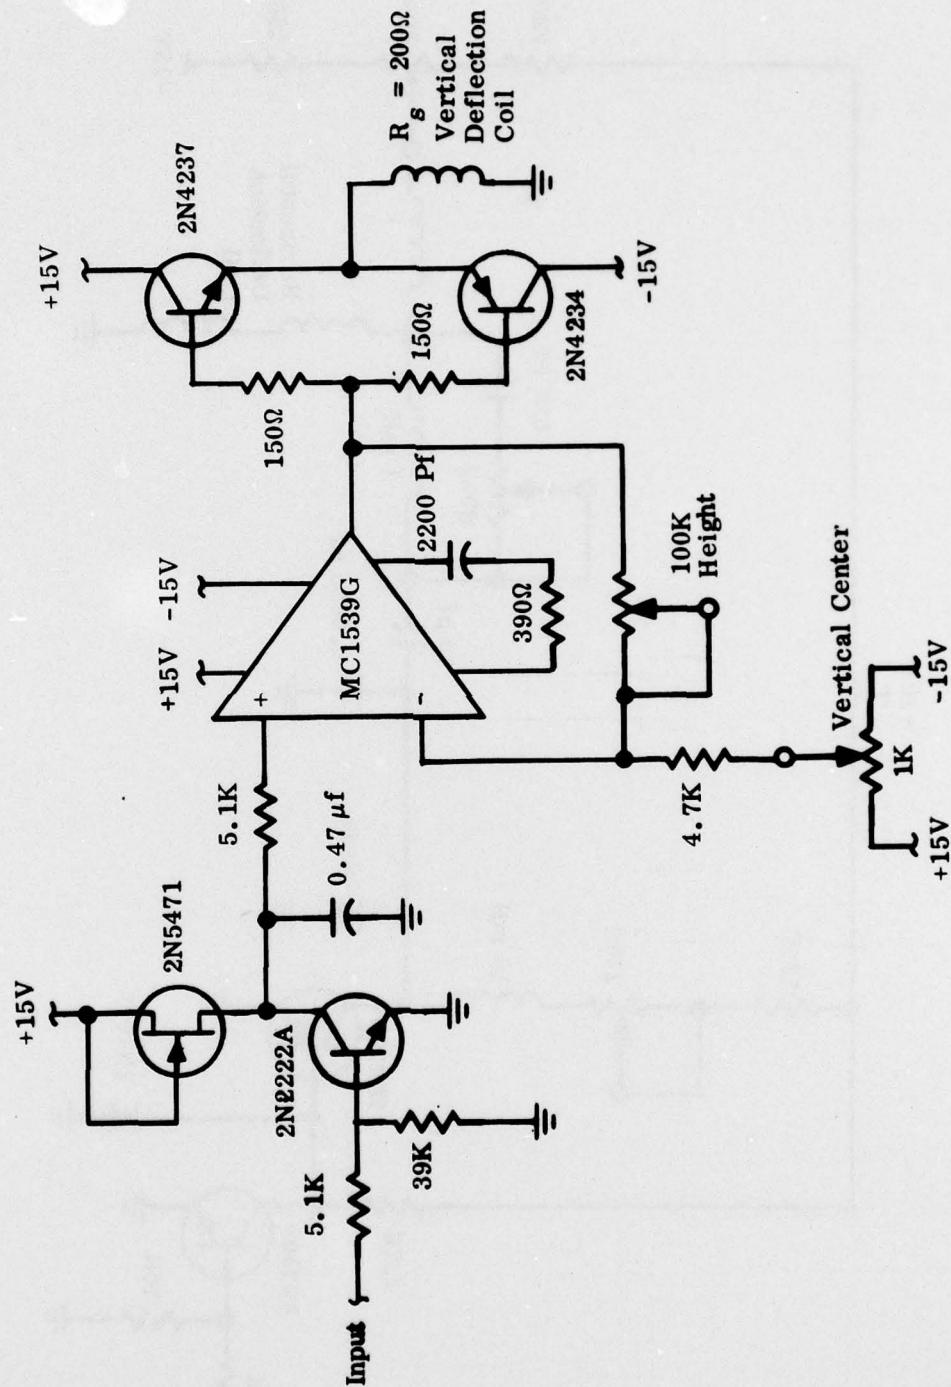 +15V
2N5471
2N2222A
Input
5.1K
39K
0.47 µf
5.1K
+15V
-15V
+
-
MC1539G
2200 Pf
390Ω
150Ω
150Ω
+15V
2N4237
2N4234
-15V
R_s = 200Ω
Vertical
Deflection
Coil
100K
Height
4.7K
Vertical Center
+15V
1K
-15V